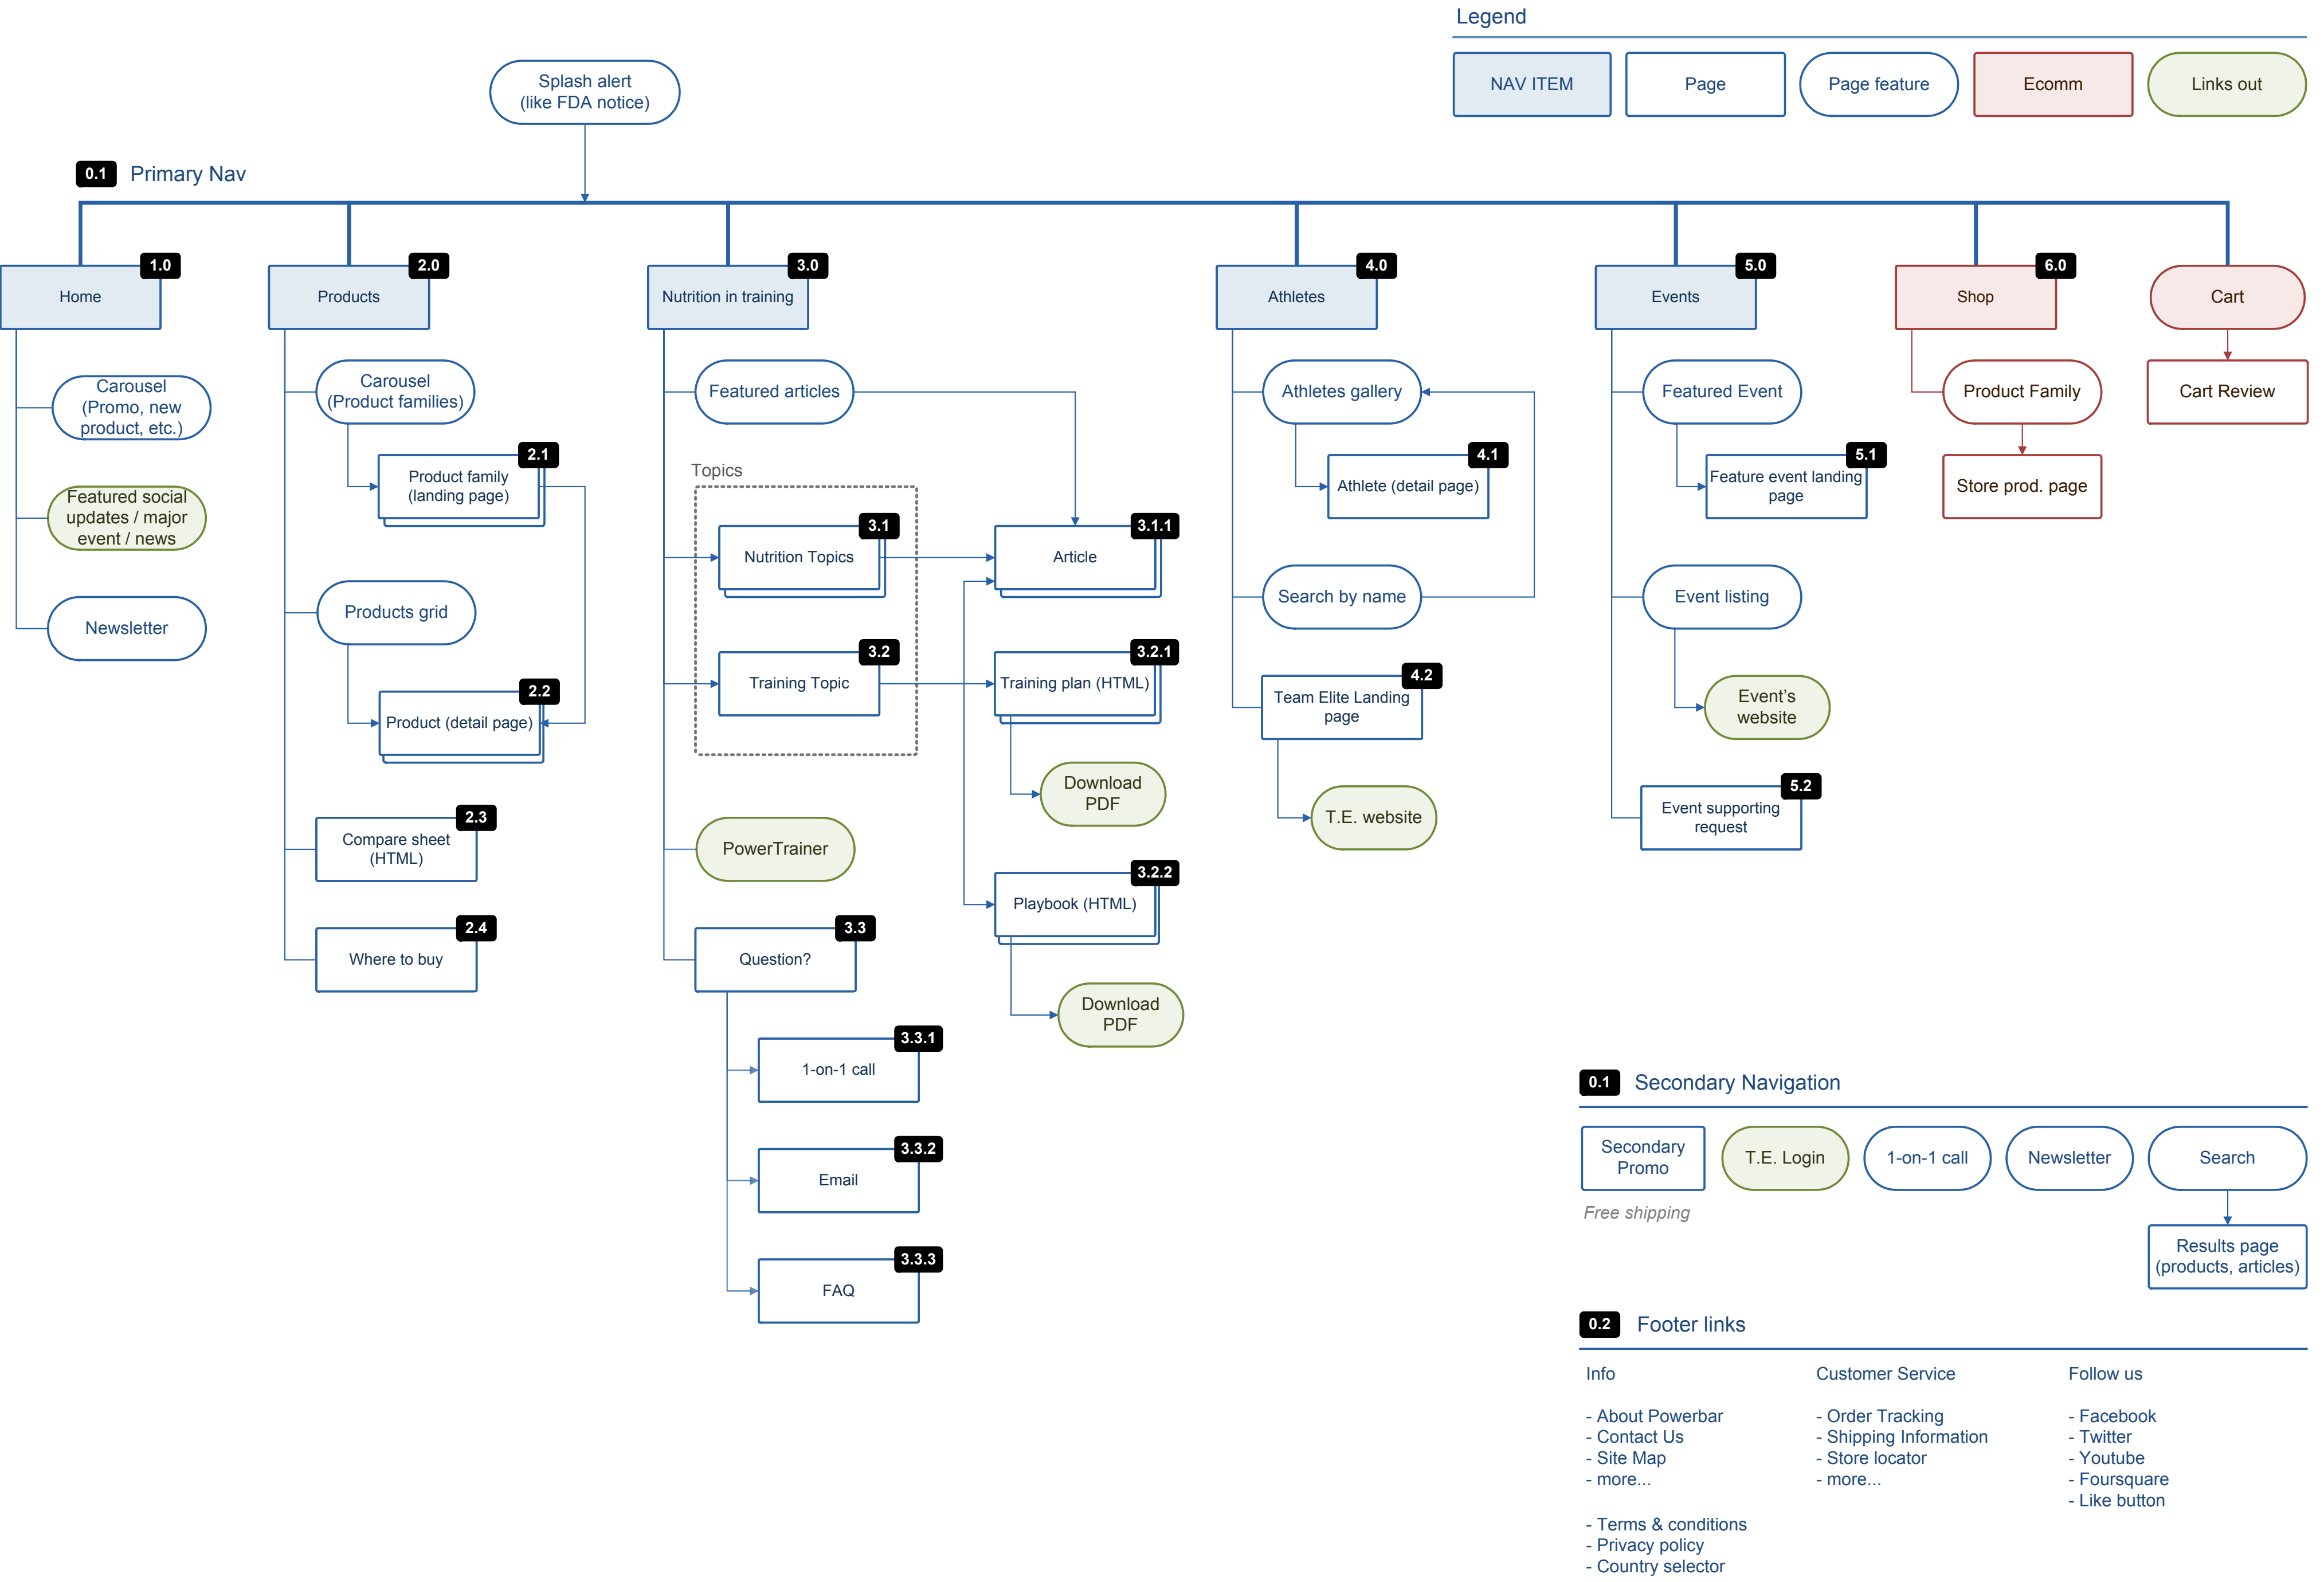 Legend
NAV ITEM
Page
Page feature
Ecomm
Links out
Splash alert
(like FDA notice)
0.1
Primary Nav
1.0
Home
Carousel
(Promo, new
product, etc.)
Featured social
updates / major
event / news
Newsletter
2.0
Products
Carousel
(Product families)
2.1
Product family
(landing page)
Products grid
2.2
Product (detail page)
2.3
Compare sheet
(HTML)
2.4
Where to buy
3.0
Nutrition in training
Featured articles
Topics
3.1
Nutrition Topics
3.2
Training Topic
PowerTrainer
3.3
Question?
3.3.1
1-on-1 call
3.3.2
Email
3.3.3
FAQ
3.1.1
Article
3.2.1
Training plan (HTML)
Download
PDF
3.2.2
Playbook (HTML)
Download
PDF
4.0
Athletes
Athletes gallery
4.1
Athlete (detail page)
Search by name
4.2
Team Elite Landing
page
T.E. website
5.0
Events
Featured Event
5.1
Feature event landing
page
Event listing
Event's
website
5.2
Event supporting
request
6.0
Shop
Product Family
Store prod. page
Cart
Cart Review
0.1
Secondary Navigation
Secondary
Promo
Free shipping
T.E. Login
1-on-1 call
Newsletter
Search
Results page
(products, articles)
0.2
Footer links
Info
- About Powerbar
- Contact Us
- Site Map
- more...
- Terms & conditions
- Privacy policy
- Country selector
Customer Service
- Order Tracking
- Shipping Information
- Store locator
- more...
Follow us
- Facebook
- Twitter
- Youtube
- Foursquare
- Like button